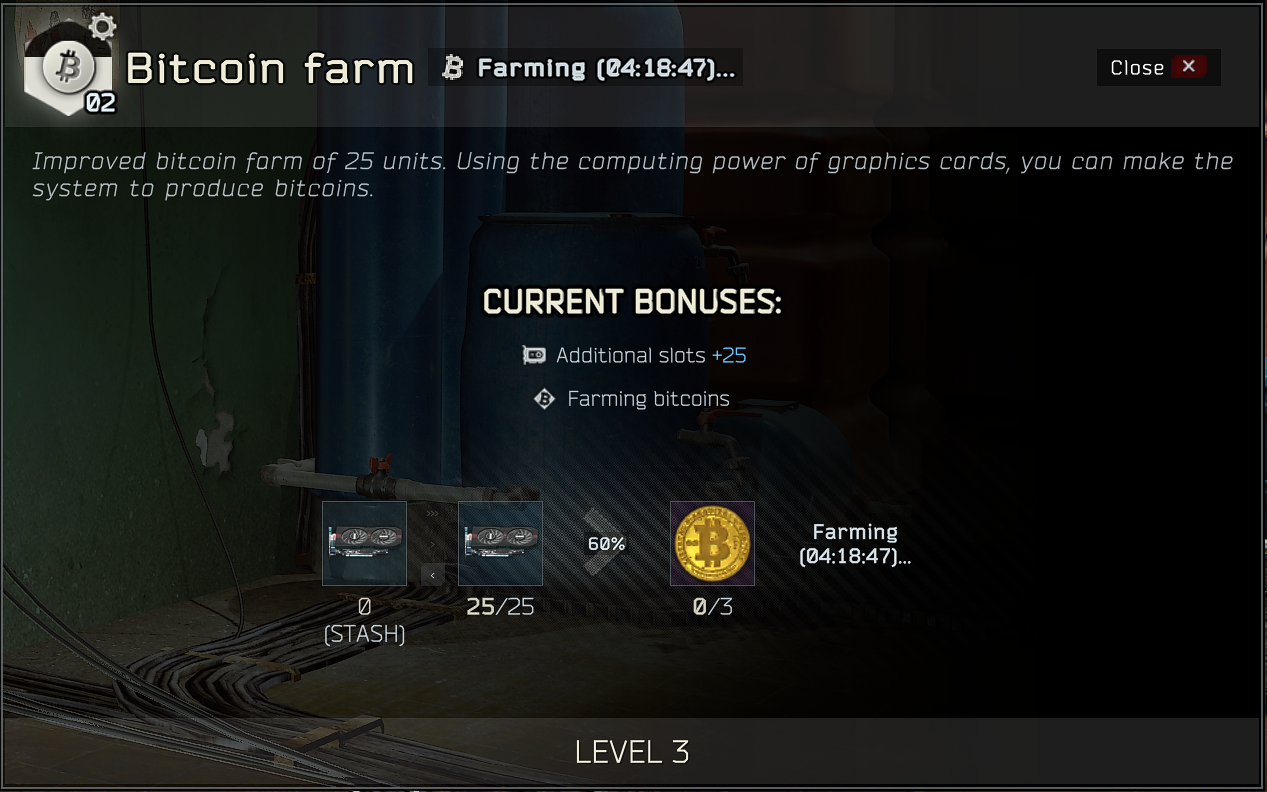 02
Bitcoin farm
Farming (04:18:47)...
Close
Improved bitcoin farm of 25 units. Using the computing power of graphics cards, you can make the
system to produce bitcoins.
CURRENT BONUSES:
Additional slots +25
Farming bitcoins
60%
Farming
(04:18:47)...
0
(STASH)
25/25
0/3
LEVEL 3